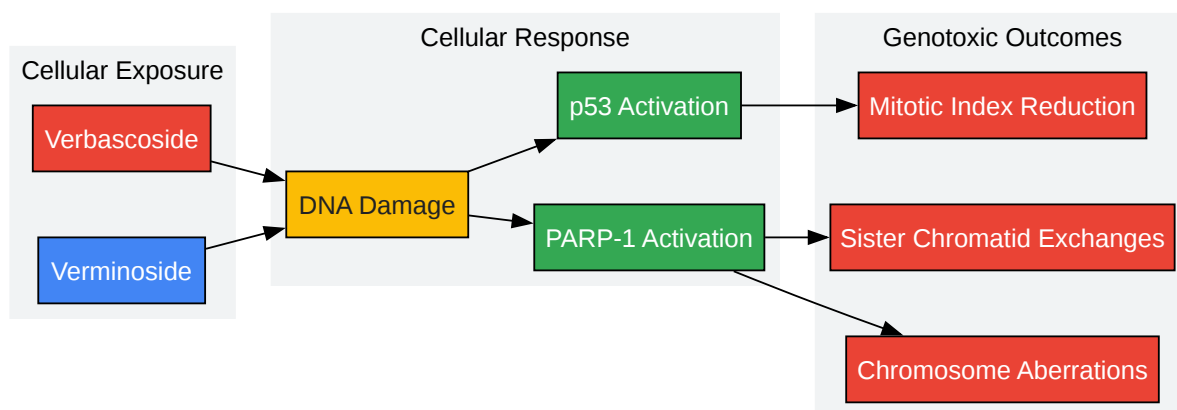 Cellular Exposure
Verbascoside
Verminoside
Cellular Response
DNA Damage
p53 Activation
PARP-1 Activation
Genotoxic Outcomes
Mitotic Index Reduction
Sister Chromatid Exchanges
Chromosome Aberrations